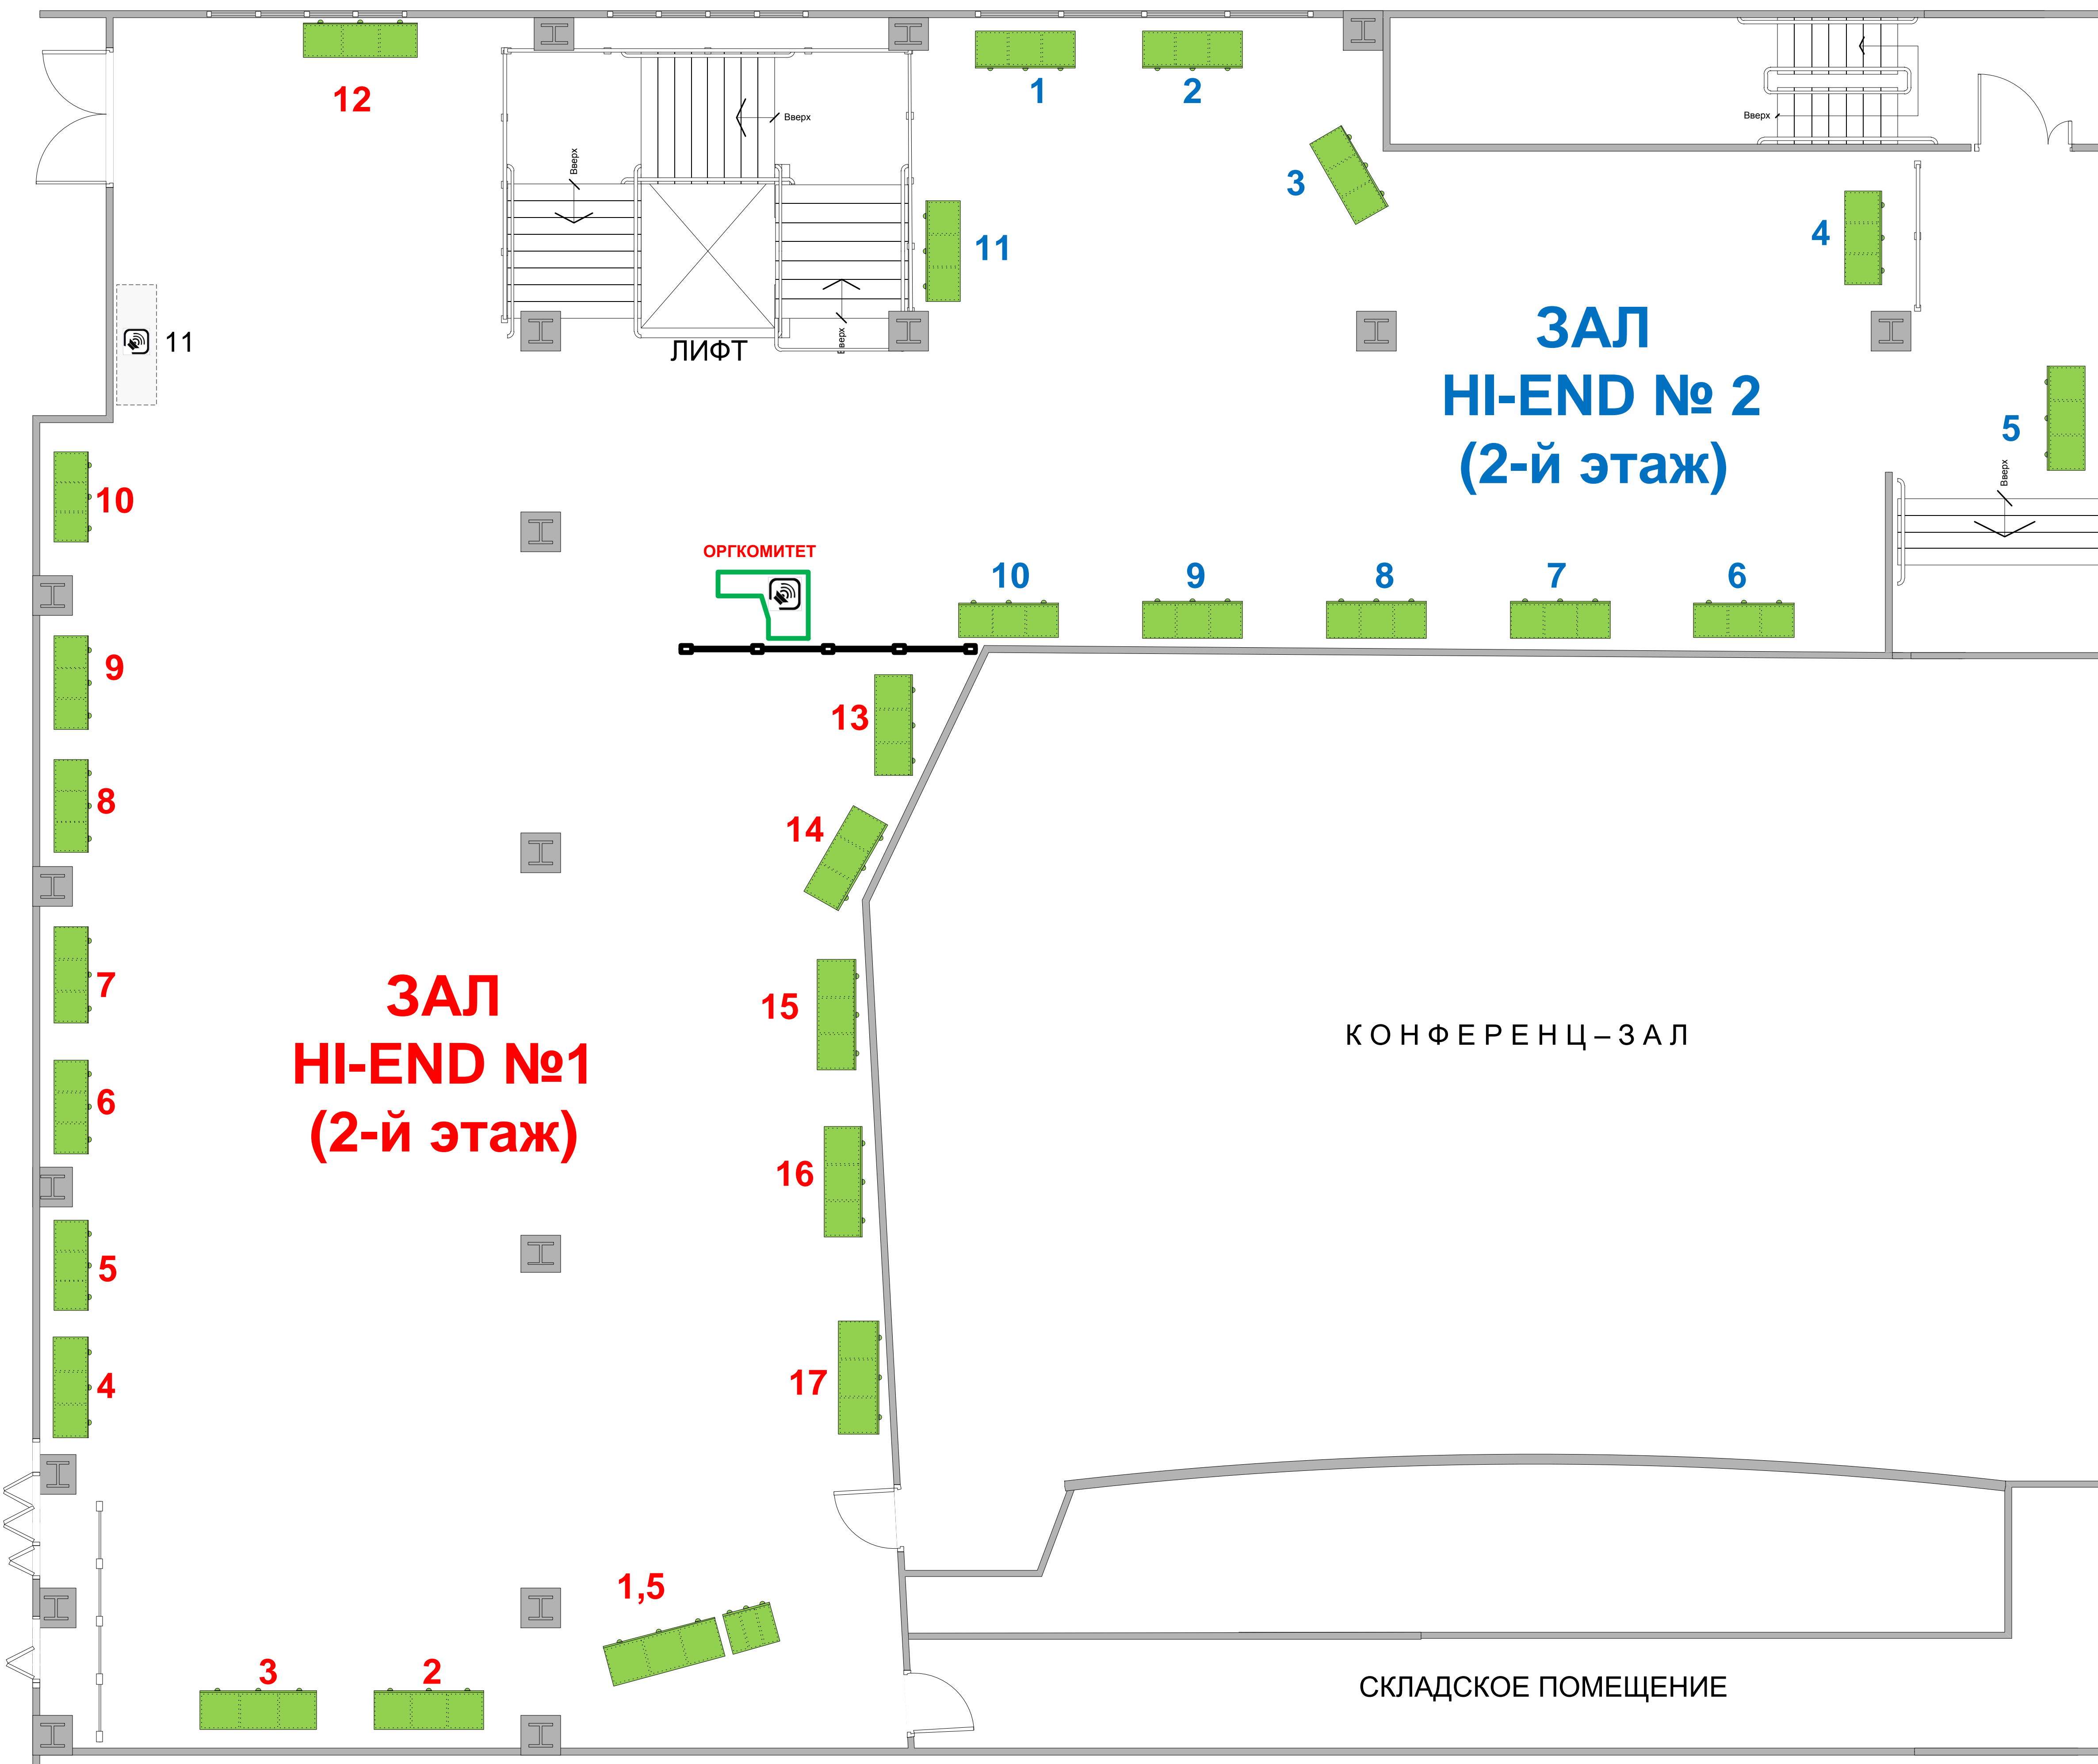 12
1
2
Вверх
Вверх
Вверх
3
4
11
11
ЛИФТ
Вверх
ЗАЛ
HI-END № 2
(2-й этаж)
5
Вверх
10
ОРГКОМИТЕТ
10
9
8
7
6
9
13
8
14
7
15
ЗАЛ
HI-END №1
(2-й этаж)
КОНФЕРЕНЦ–ЗАЛ
6
16
5
4
17
1,5
3
2
СКЛАДСКОЕ ПОМЕЩЕНИЕ